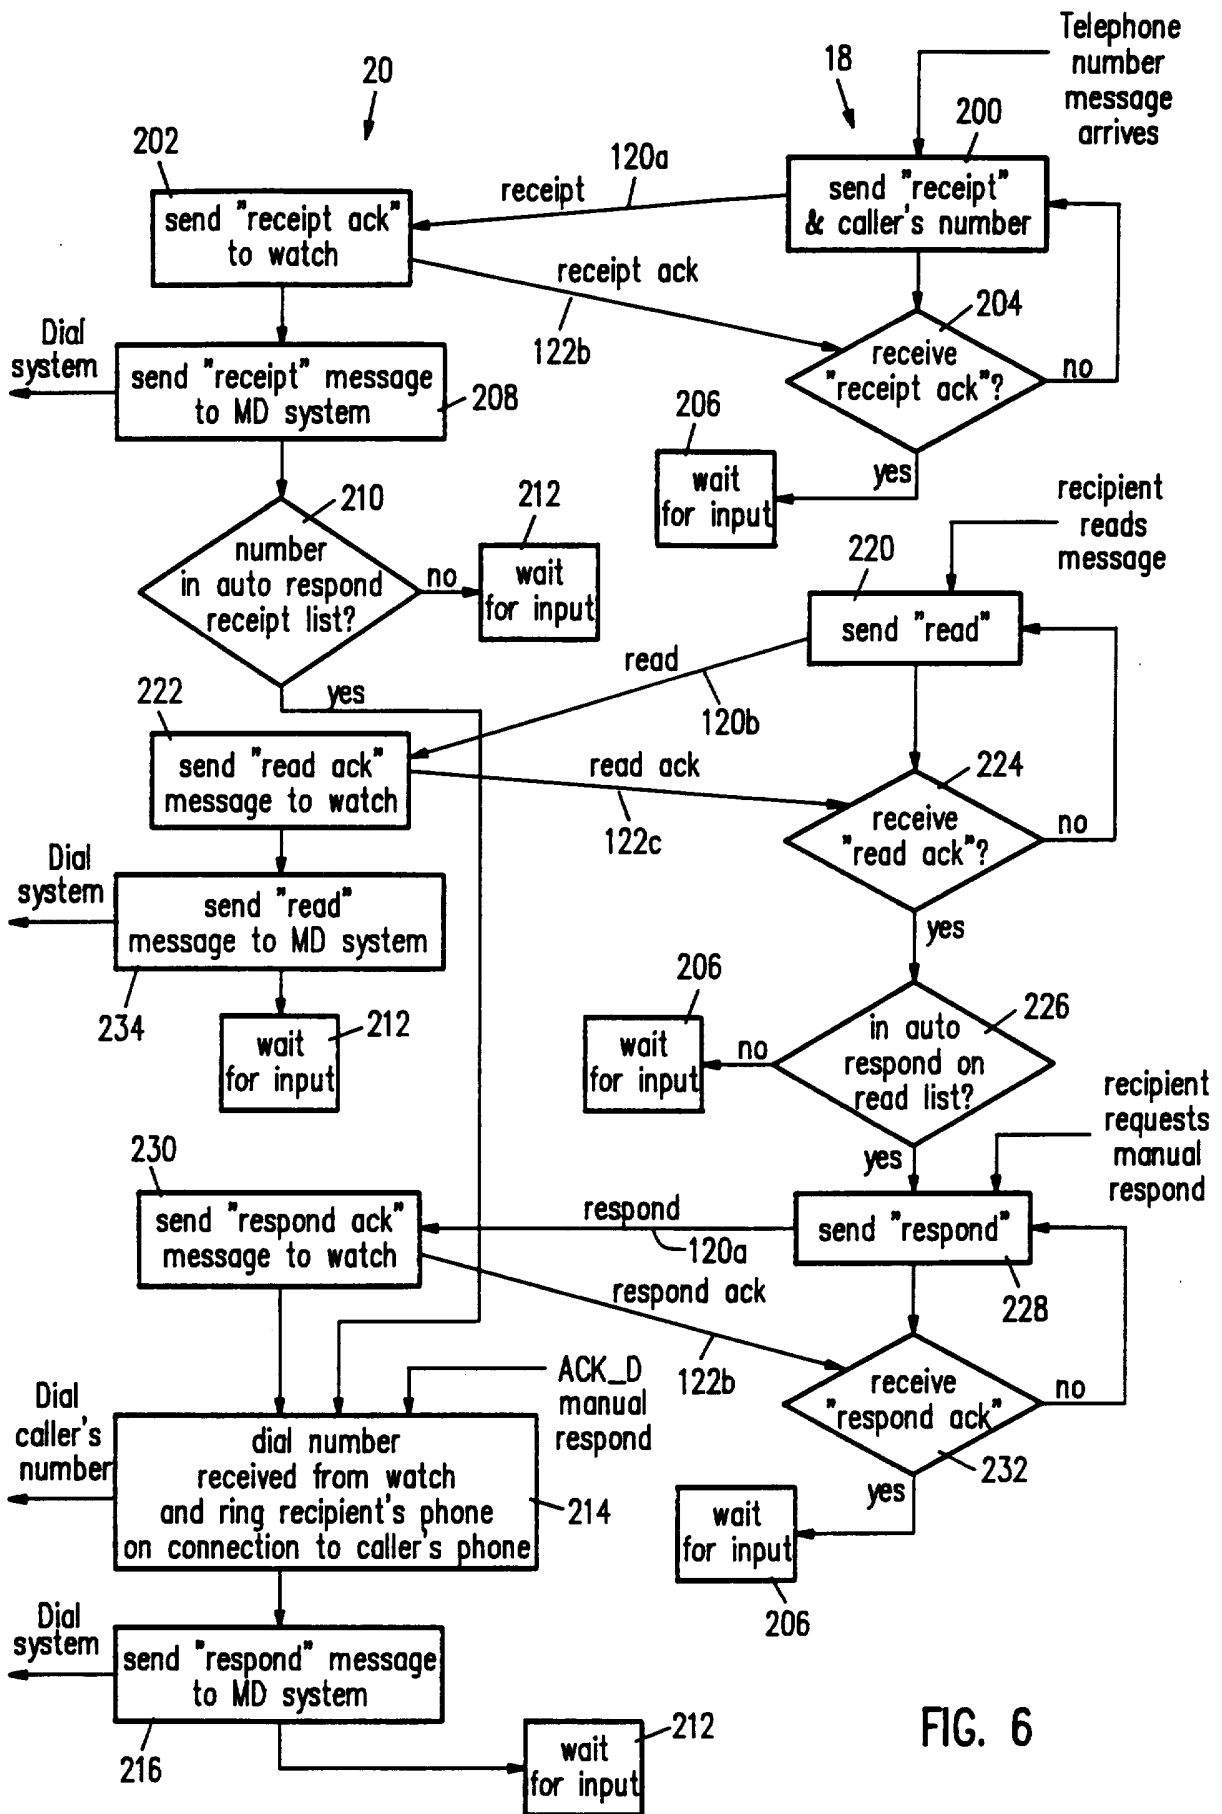 Telephone
number
message
arrives
20
18
200
202
120a
send "receipt"
& caller's number
receipt
send "receipt ack"
to watch
receipt ack
122b
204
receive
"receipt ack"?
no
yes
Dial
system
send "receipt" message
to MD system
208
206
wait
for input
210
number
in auto respond
receipt list?
no
212
wait
for input
yes
recipient
reads
message
220
send "read"
read
120b
222
send "read ack"
message to watch
read ack
122c
224
receive
"read ack"?
no
yes
Dial
system
send "read"
message to MD system
234
212
wait
for input
206
wait
for input
no
226
in auto
respond on
read list?
yes
recipient
requests
manual
respond
230
send "respond ack"
message to watch
respond
120a
send "respond"
228
respond ack
122b
receive
"respond ack"
no
232
yes
ACK_D
manual
respond
Dial
caller's
number
dial number
received from watch
and ring recipient's phone
on connection to caller's phone
214
wait
for input
206
Dial
system
send "respond" message
to MD system
216
212
wait
for input
FIG. 6